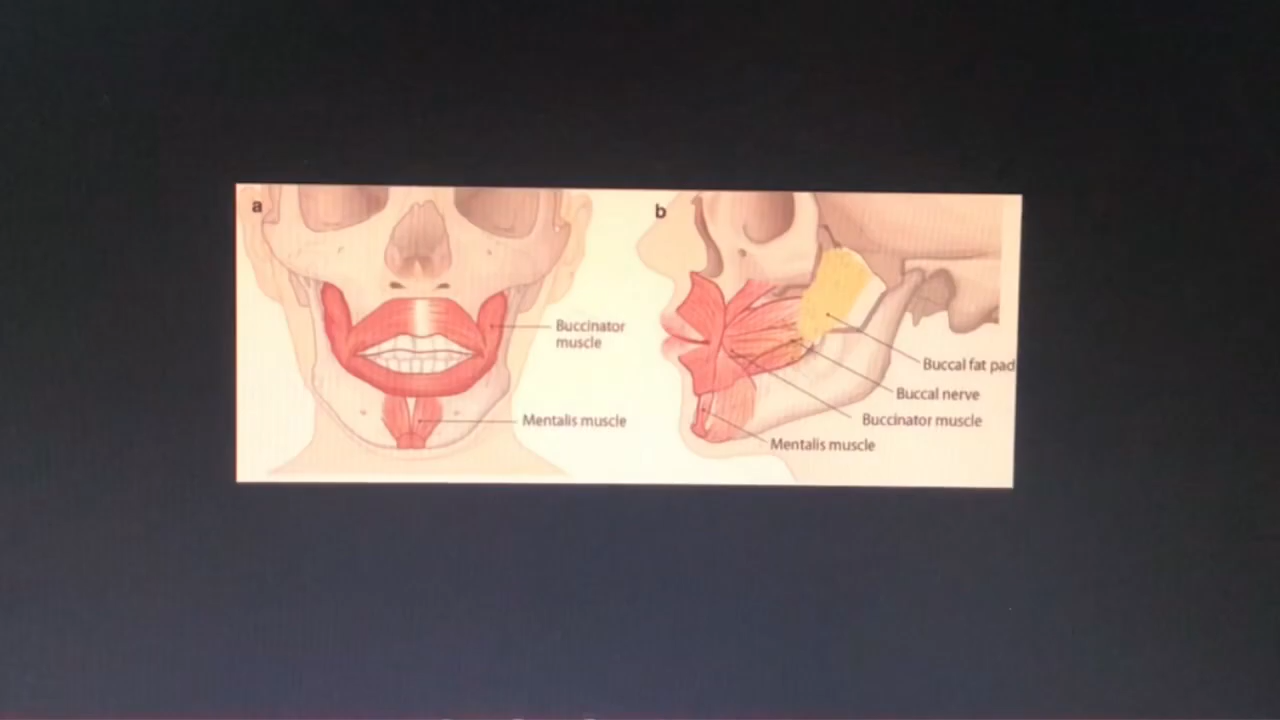 a
Buccinator
muscle
Mentalis muscle
b
Buccal fat pad
Buccal nerve
Buccinator muscle
Mentalis muscle